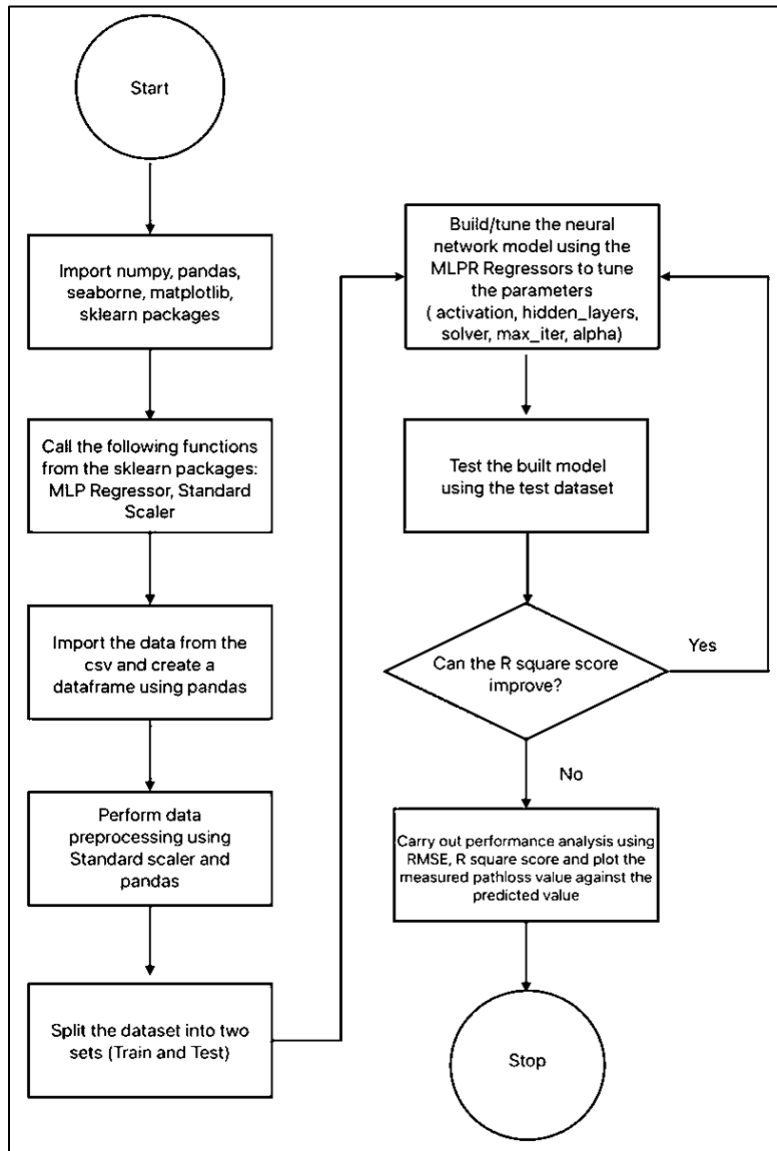 Start
Import numpy, pandas,
seaborne, matplotlib,
sklearn packages
Call the following functions
from the sklearn packages:
MLP Regressor, Standard
Scaler
Import the data from the
csv and create a
dataframe using pandas
Perform data
preprocessing using
Standard scaler and
pandas
Split the dataset into two
sets (Train and Test)
Build/tune the neural
network model using the
MLPR Regressors to tune
the parameters
( activation, hidden_layers,
solver, max_iter, alpha)
Test the built model
using the test dataset
Can the R square score
improve?
Yes
No
Carry out performance analysis using
RMSE, R square score and plot the
measured pathloss value against the
predicted value
Stop